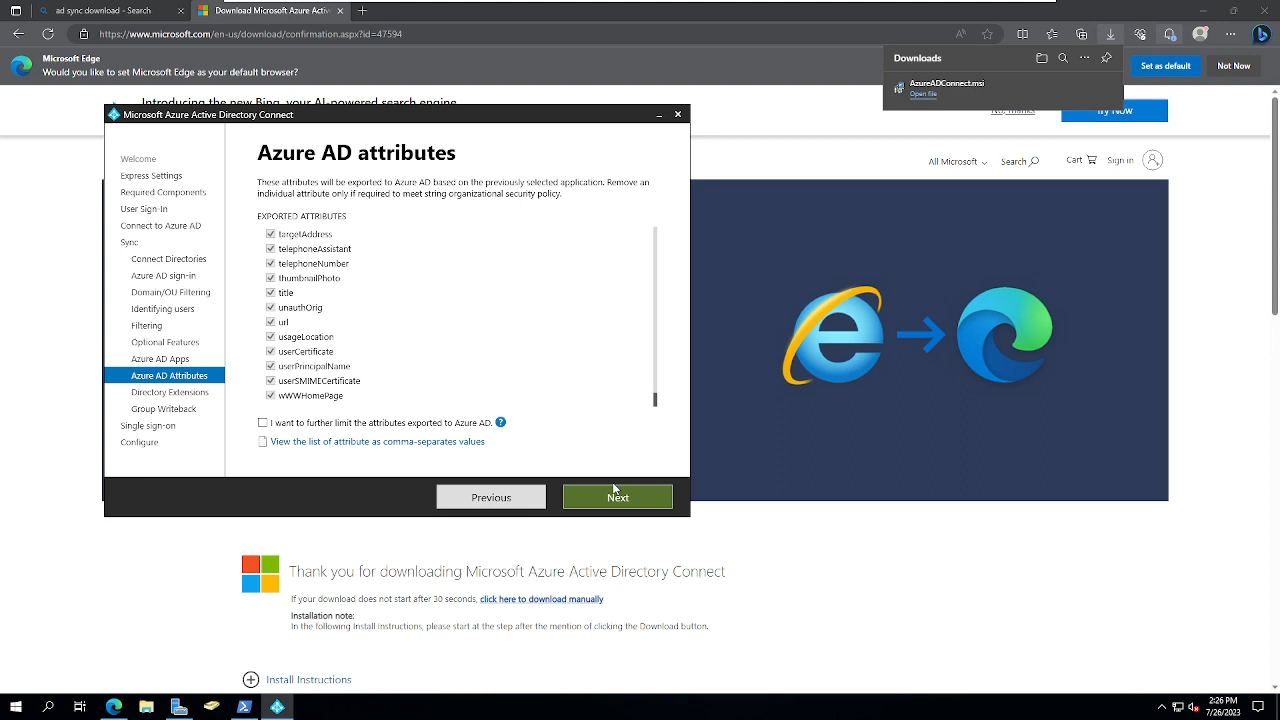 ad sync download - Search
Download Microsoft Azure Activ
https://www.microsoft.com/en-us/download/confirmation.aspx?id=47594
Microsoft Edge
Would you like to set Microsoft Edge as your default browser?
Set as default
Not Now
Downloads
AzureADConnect.msi
Open file
Introducing the new Bing, your AI-powered search engine
No, thanks
Try Now
All Microsoft
Search
Cart
Sign in
Microsoft Azure Active Directory Connect
Welcome
Express Settings
Required Components
User Sign-In
Connect to Azure AD
Sync
Connect Directories
Azure AD sign-in
Domain/OU Filtering
Identifying users
Filtering
Optional Features
Azure AD Apps
Azure AD Attributes
Directory Extensions
Group Writeback
Single sign-on
Configure
Azure AD attributes
These attributes will be exported to Azure AD based on the previously selected application. Remove an
individual attribute only if required to meet string organizational security policy.
EXPORTED ATTRIBUTES
targetAddress
telephoneAssistant
telephoneNumber
thumbnailPhoto
title
unauthOrig
url
usageLocation
userCertificate
userPrincipalName
userSMIMECertificate
wWWHomePage
I want to further limit the attributes exported to Azure AD. ?
View the list of attribute as comma-separates values
Previous
Next
Thank you for downloading Microsoft Azure Active Directory Connect
If your download does not start after 30 seconds, click here to download manually
Installation note:
In the following Install Instructions, please start at the step after the mention of clicking the Download button.
Install Instructions
2:26 PM
7/26/2023